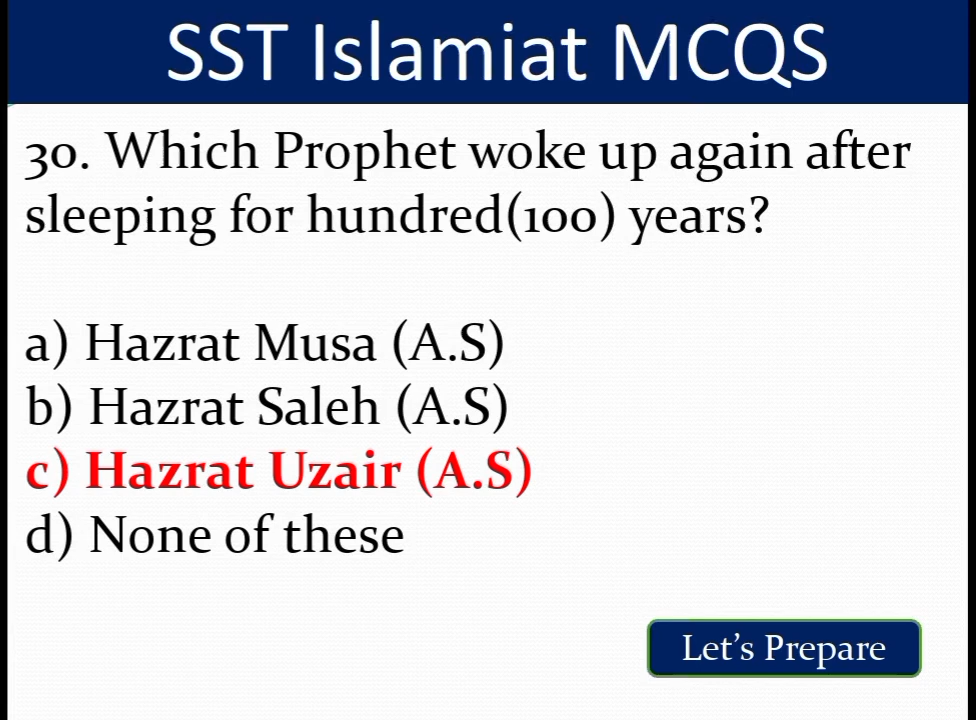 SST Islamiat MCQS
30. Which Prophet woke up again after
sleeping for hundred(100) years?
a) Hazrat Musa (A.S)
b) Hazrat Saleh (A.S)
c) Hazrat Uzair (A.S)
d) None of these
Let’s Prepare